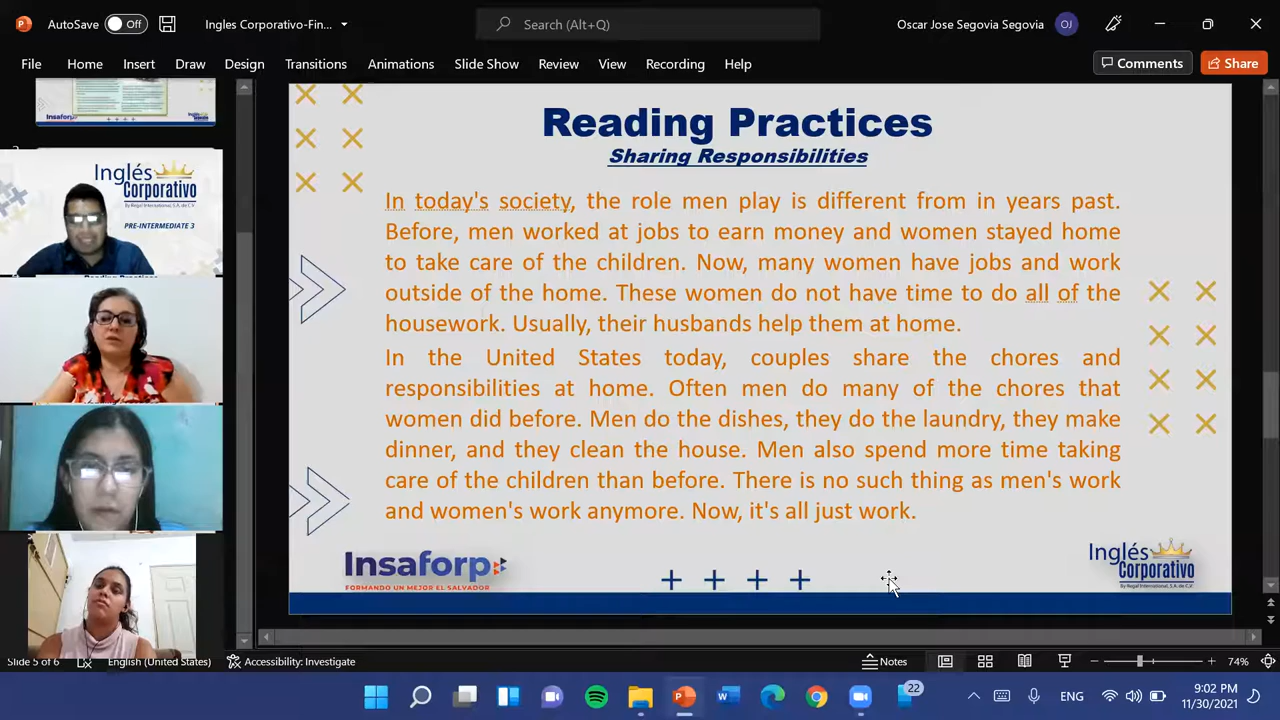 AutoSave Off Ingles Corporativo-Fin... Search (Alt+Q) Oscar Jose Segovia Segovia OJ
File Home Insert Draw Design Transitions Animations Slide Show Review View Recording Help Comments Share
Insaforp
Inglés
Corporativo
By Regal International, S.A. de C.V.
PRE-INTERMEDIATE 3
Reading Practices
Sharing Responsibilities
In today's society, the role men play is different from in years past.
Before, men worked at jobs to earn money and women stayed home
to take care of the children. Now, many women have jobs and work
outside of the home. These women do not have time to do all of the
housework. Usually, their husbands help them at home.
In the United States today, couples share the chores and
responsibilities at home. Often men do many of the chores that
women did before. Men do the dishes, they do the laundry, they make
dinner, and they clean the house. Men also spend more time taking
care of the children than before. There is no such thing as men's work
and women's work anymore. Now, it's all just work.
Insaforp
FORMANDO UN MEJOR EL SALVADOR
Inglés
Corporativo
By Regal International, S.A. de C.V.
Slide 5 of 6 English (United States) Accessibility: Investigate Notes 74%
22
ENG
9:02 PM
11/30/2021